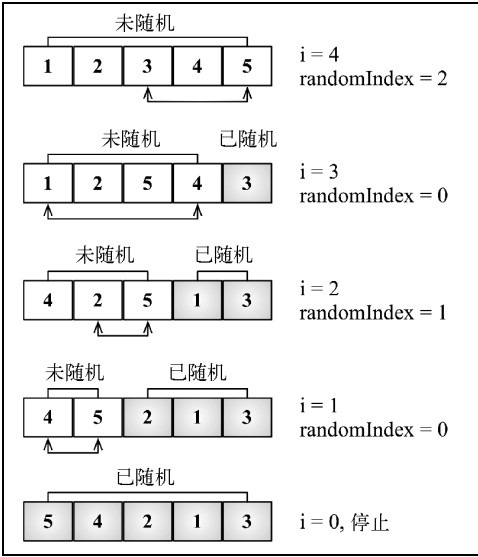 未随机
1 2 3 4 5
i = 4
randomIndex = 2
未随机 已随机
1 2 5 4 3
i = 3
randomIndex = 0
未随机 已随机
4 2 5 1 3
i = 2
randomIndex = 1
未随机 已随机
4 5 2 1 3
i = 1
randomIndex = 0
已随机
5 4 2 1 3
i = 0, 停止